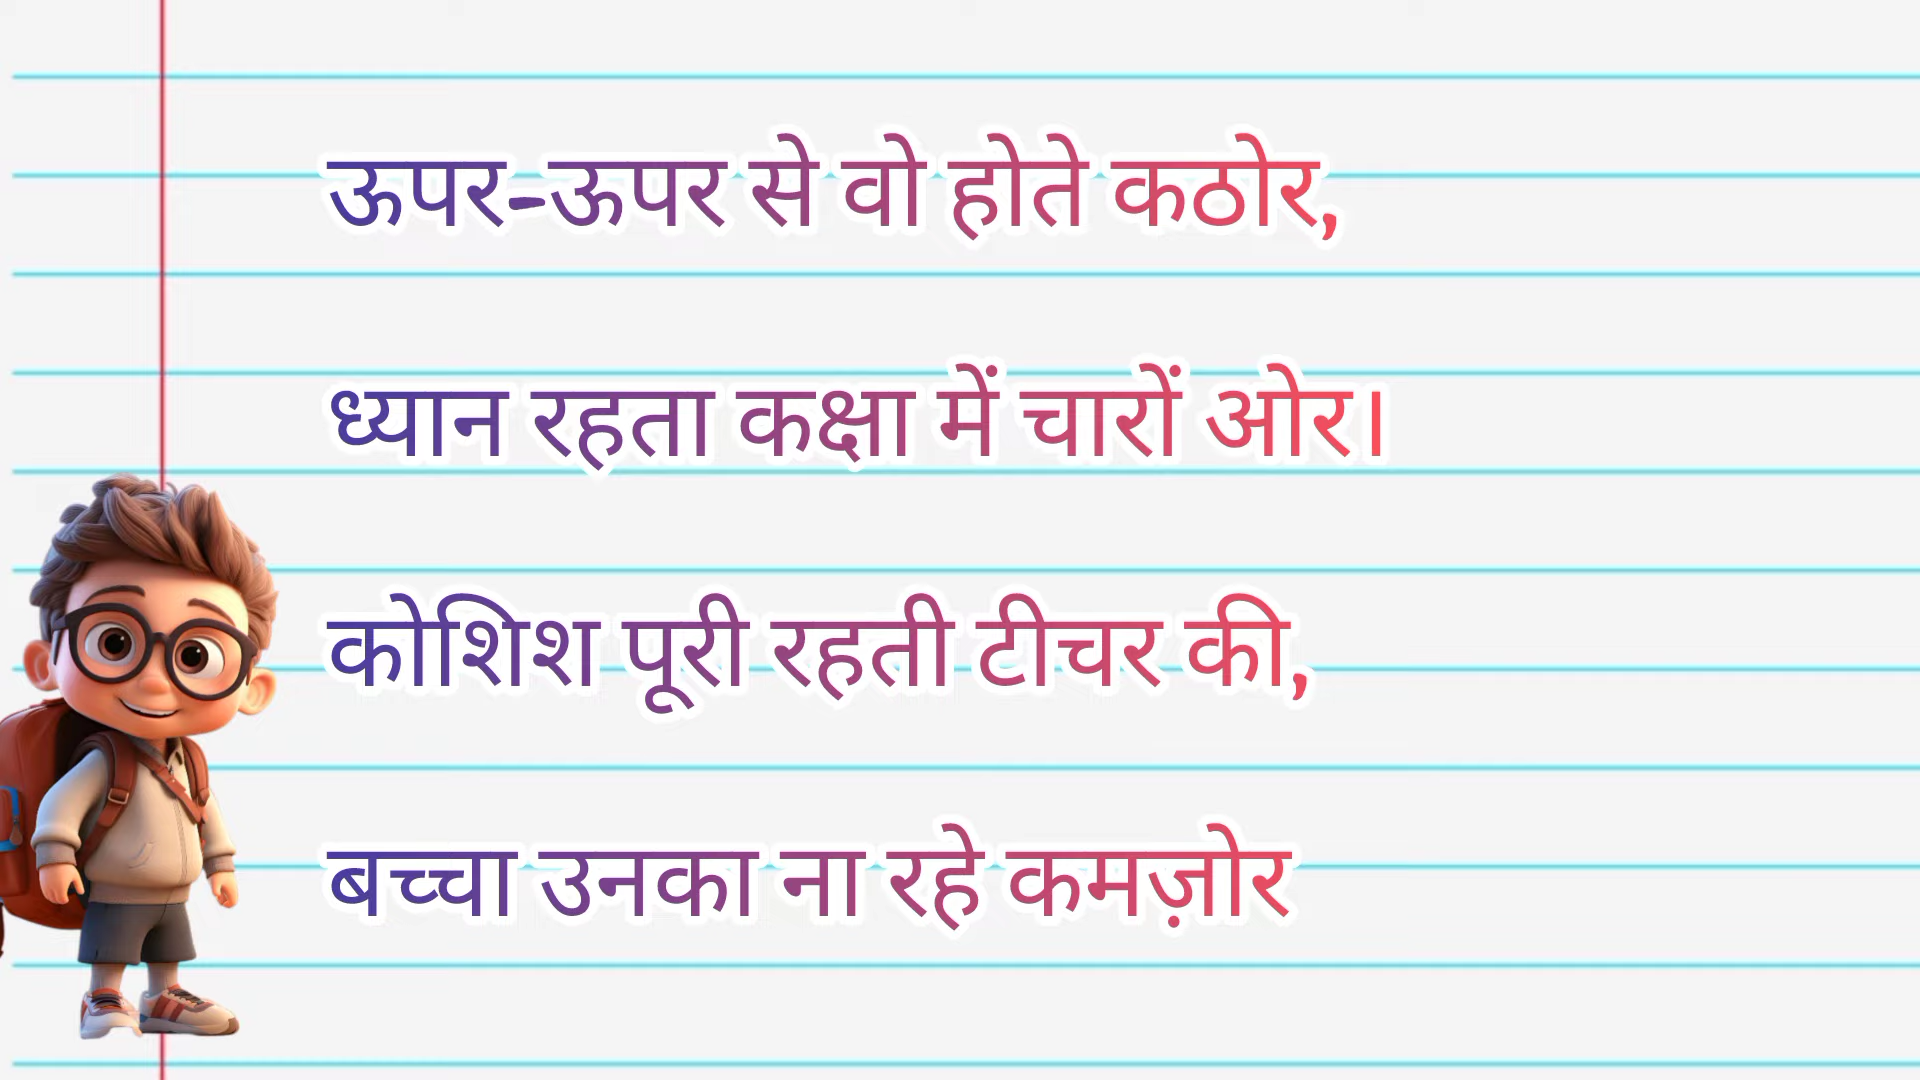 ऊपर-ऊपर से वो होते कठोर,
ध्यान रहता कक्षा में चारों ओर।
कोशिश पूरी रहती टीचर की,
बच्चा उनका ना रहे कमज़ोर